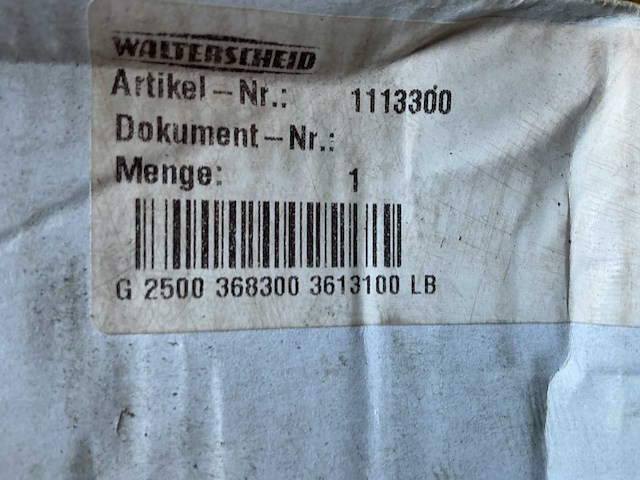 WALTERSCHEID
Artikel-Nr.: 1113300
Dokument-Nr.:
Menge: 1
G 2500 368300 3613100 LB